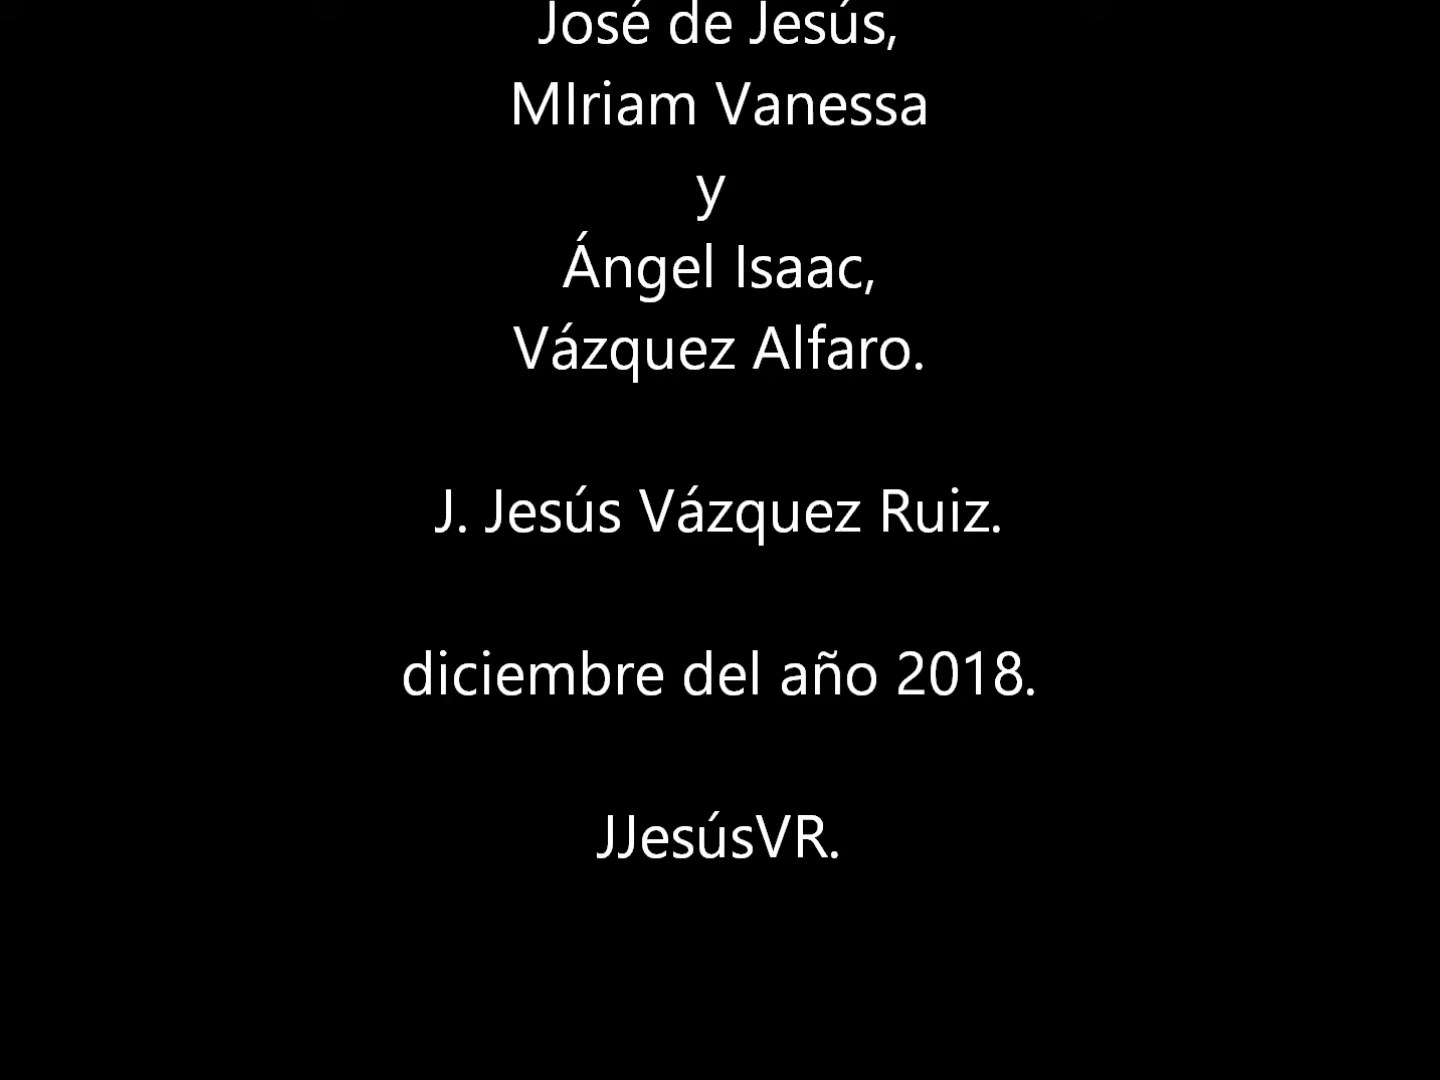 José de Jesús,
MIriam Vanessa
y
Ángel Isaac,
Vázquez Alfaro.
J. Jesús Vázquez Ruiz.
diciembre del año 2018.
JJesúsVR.